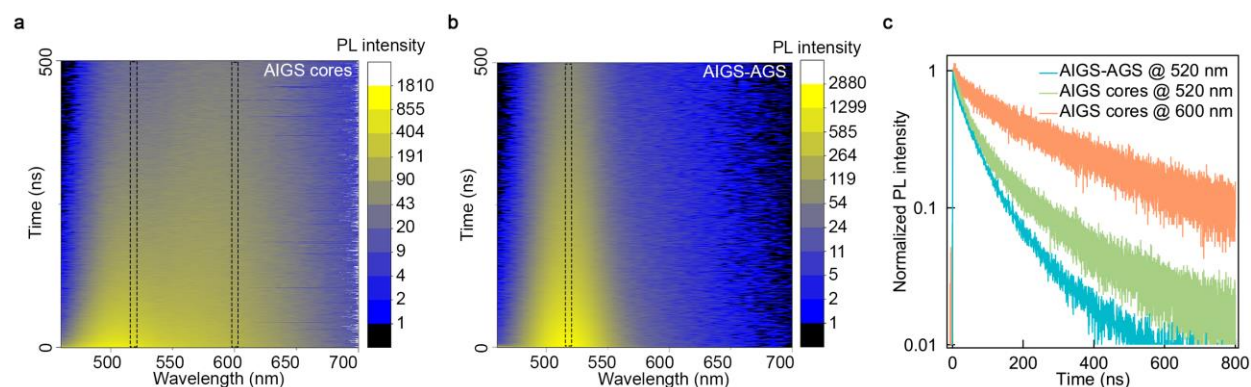 a
PL intensity
500
AIGS cores
1810
855
404
191
90
43
20
9
4
2
1
Time (ns)
0
500
550
600
650
700
Wavelength (nm)
b
PL intensity
500
AIGS-AGS
2880
1299
585
264
119
54
24
11
5
2
1
Time (ns)
0
500
550
600
650
700
Wavelength (nm)
c
1
AIGS-AGS @ 520 nm
AIGS cores @ 520 nm
AIGS cores @ 600 nm
0.1
0.01
Normalized PL intensity
0
200
400
600
800
Time (ns)